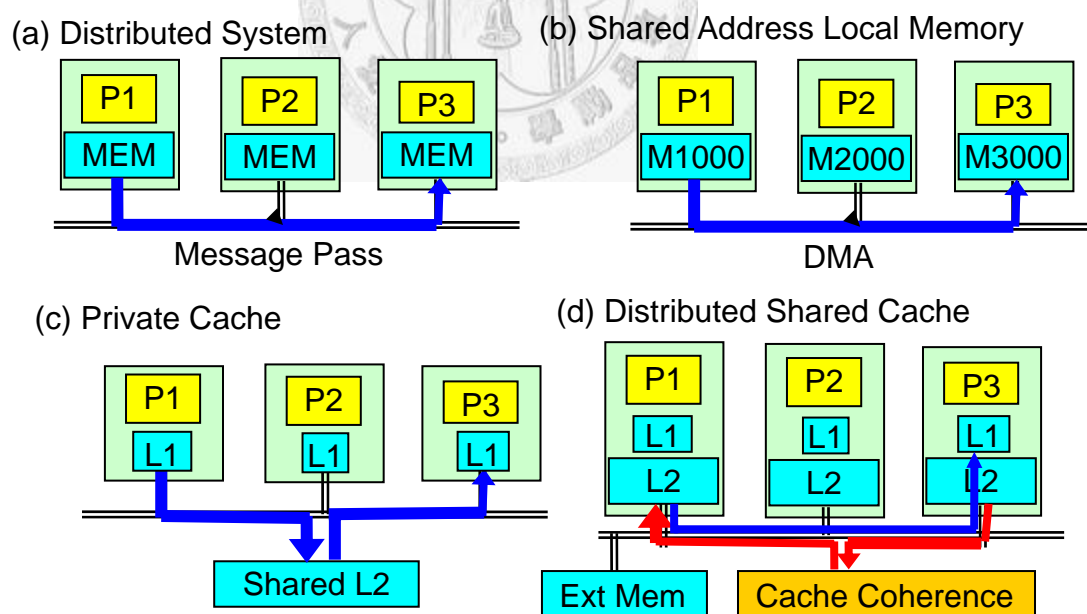 (a) Distributed System
P1
P2
P3
MEM
MEM
MEM
Message Pass
(b) Shared Address Local Memory
P1
P2
P3
M1000
M2000
M3000
DMA
(c) Private Cache
P1
P2
P3
L1
L1
L1
Shared L2
(d) Distributed Shared Cache
P1
P2
P3
L1
L1
L1
L2
L2
L2
Ext Mem
Cache Coherence